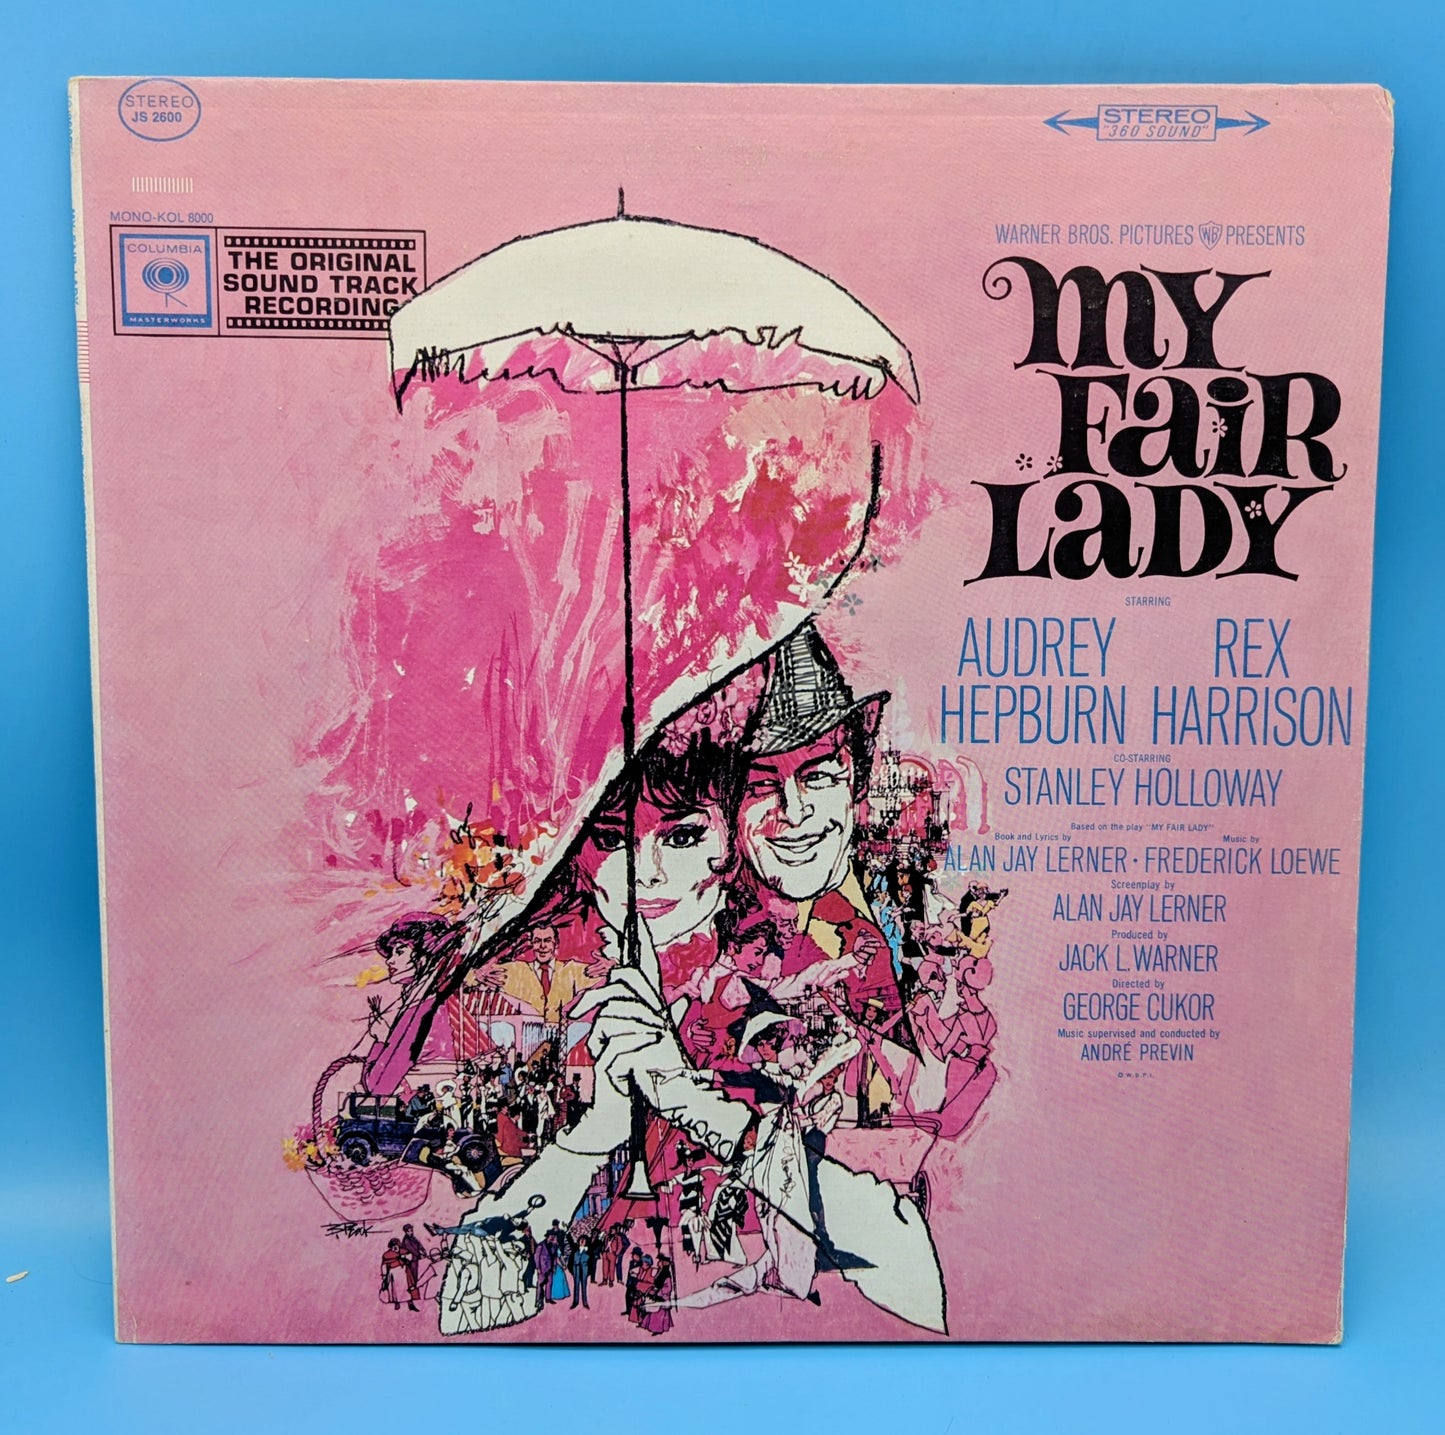 STEREO
JS 2600
MONO-KOL 8000
COLUMBIA
MASTERWORKS
THE ORIGINAL
SOUND TRACK
RECORDING
STEREO
"360 SOUND"
WARNER BROS. PICTURES WB PRESENTS
MY
FAIR
LADY
STARRING
AUDREY HEPBURN
REX HARRISON
CO-STARRING
STANLEY HOLLOWAY
Based on the play "MY FAIR LADY"
Book and Lyrics by
Music by
ALAN JAY LERNER · FREDERICK LOEWE
Screenplay by
ALAN JAY LERNER
Produced by
JACK L. WARNER
Directed by
GEORGE CUKOR
Music supervised and conducted by
ANDRÉ PREVIN
© W.B.P.I.
B. Peak